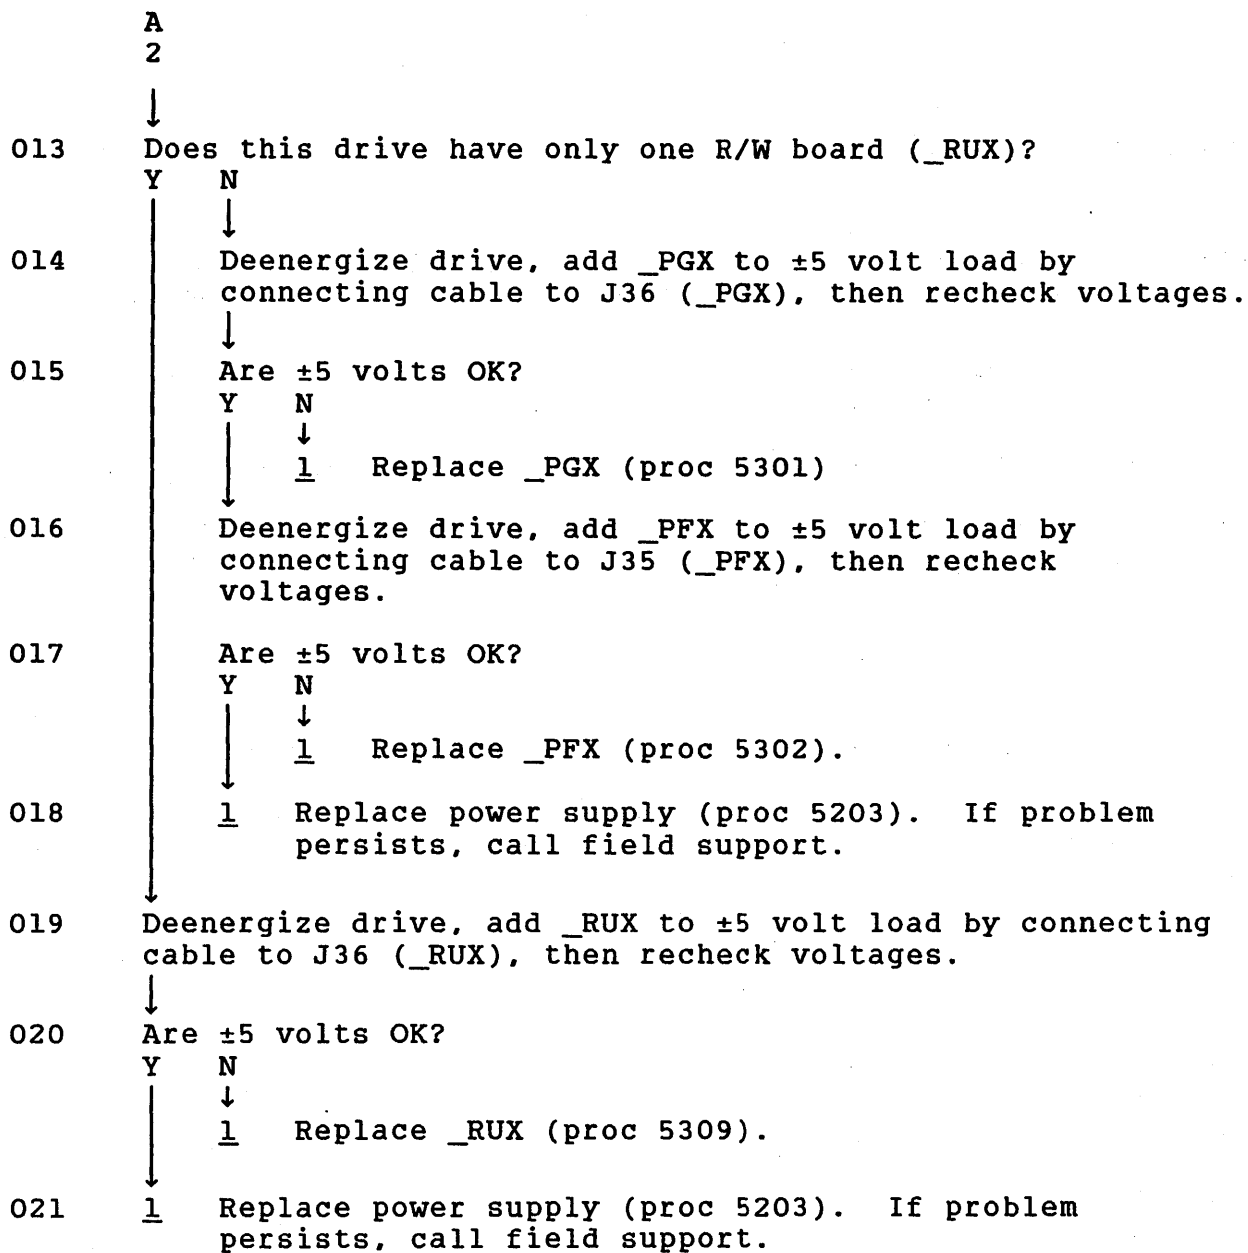 A
2
013 Does this drive have only one R/W board (_RUX)?
Y N
014 Deenergize drive, add _PGX to ±5 volt load by
connecting cable to J36 (_PGX), then recheck voltages.
015 Are ±5 volts OK?
Y N
1 Replace _PGX (proc 5301)
016 Deenergize drive, add _PFX to ±5 volt load by
connecting cable to J35 (_PFX), then recheck
voltages.
017 Are ±5 volts OK?
Y N
1 Replace _PFX (proc 5302).
018 1 Replace power supply (proc 5203). If problem
persists, call field support.
019 Deenergize drive, add _RUX to ±5 volt load by connecting
cable to J36 (_RUX), then recheck voltages.
020 Are ±5 volts OK?
Y N
1 Replace _RUX (proc 5309).
021 1 Replace power supply (proc 5203). If problem
persists, call field support.